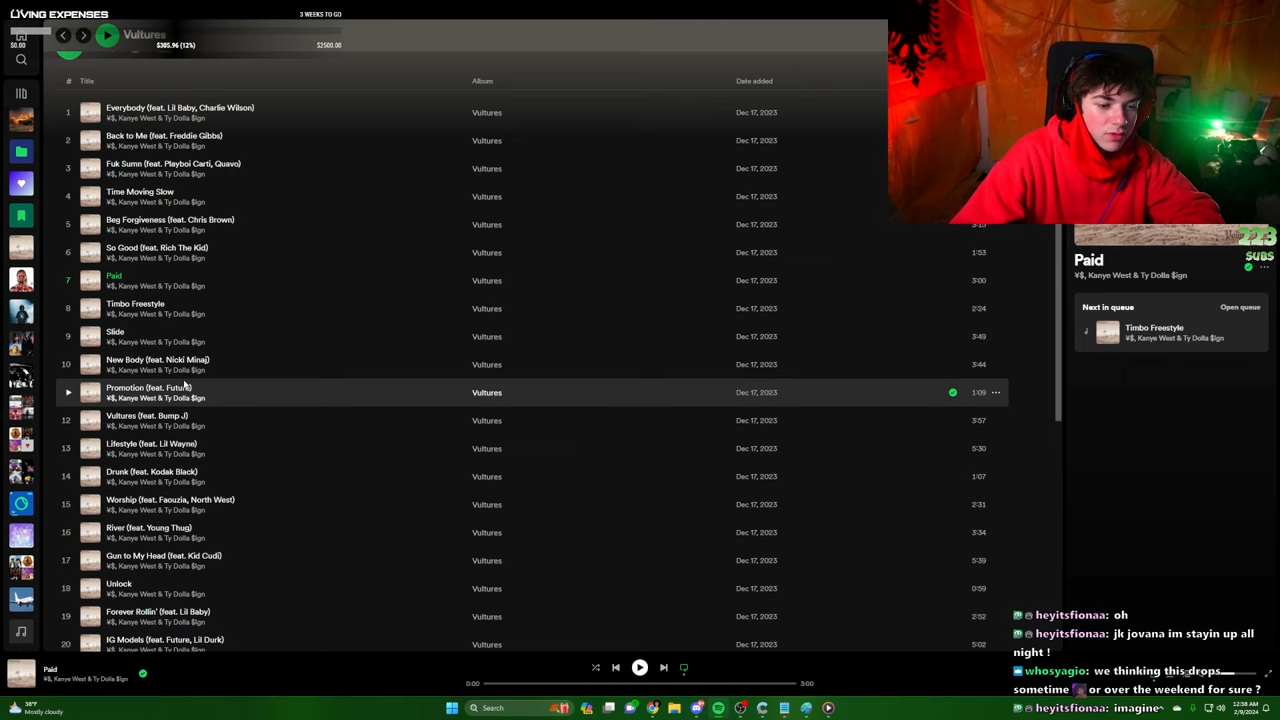 LIVING EXPENSES
3 WEEKS TO GO
Vultures
$0.00
$305.96 (12%)
$2500.00
# Title Album Date added
1 Everybody (feat. Lil Baby, Charlie Wilson) Vultures Dec 17, 2023
¥$, Kanye West & Ty Dolla $ign
2 Back to Me (feat. Freddie Gibbs) Vultures Dec 17, 2023
¥$, Kanye West & Ty Dolla $ign
3 Fuk Sumn (feat. Playboi Carti, Quavo) Vultures Dec 17, 2023
¥$, Kanye West & Ty Dolla $ign
4 Time Moving Slow Vultures Dec 17, 2023
¥$, Kanye West & Ty Dolla $ign
5 Beg Forgiveness (feat. Chris Brown) Vultures Dec 17, 2023
¥$, Kanye West & Ty Dolla $ign
6 So Good (feat. Rich The Kid) Vultures Dec 17, 2023 1:53
¥$, Kanye West & Ty Dolla $ign
7 Paid Vultures Dec 17, 2023 3:00
¥$, Kanye West & Ty Dolla $ign
8 Timbo Freestyle Vultures Dec 17, 2023 2:24
¥$, Kanye West & Ty Dolla $ign
9 Slide Vultures Dec 17, 2023 3:49
¥$, Kanye West & Ty Dolla $ign
10 New Body (feat. Nicki Minaj) Vultures Dec 17, 2023 3:44
¥$, Kanye West & Ty Dolla $ign
Promotion (feat. Future) Vultures Dec 17, 2023 1:09
¥$, Kanye West & Ty Dolla $ign
12 Vultures (feat. Bump J) Vultures Dec 17, 2023 3:57
¥$, Kanye West & Ty Dolla $ign
13 Lifestyle (feat. Lil Wayne) Vultures Dec 17, 2023 5:30
¥$, Kanye West & Ty Dolla $ign
14 Drunk (feat. Kodak Black) Vultures Dec 17, 2023 1:07
¥$, Kanye West & Ty Dolla $ign
15 Worship (feat. Faouzia, North West) Vultures Dec 17, 2023 2:31
¥$, Kanye West & Ty Dolla $ign
16 River (feat. Young Thug) Vultures Dec 17, 2023 3:34
¥$, Kanye West & Ty Dolla $ign
17 Gun to My Head (feat. Kid Cudi) Vultures Dec 17, 2023 5:39
¥$, Kanye West & Ty Dolla $ign
18 Unlock Vultures Dec 17, 2023 0:59
¥$, Kanye West & Ty Dolla $ign
19 Forever Rollin' (feat. Lil Baby) Vultures Dec 17, 2023 2:52
¥$, Kanye West & Ty Dolla $ign
20 IG Models (feat. Future, Lil Durk) Vultures Dec 17, 2023 5:02
223
SUBS
Paid
¥$, Kanye West & Ty Dolla $ign
Next in queue Open queue
Timbo Freestyle
¥$, Kanye West & Ty Dolla $ign
heyitsfionaa: oh
heyitsfionaa: jk jovana im stayin up all
night !
whosyagio: we thinking this drops
sometime or over the weekend for sure ?
heyitsfionaa: imagine
Paid
¥$, Kanye West & Ty Dolla $ign
0:00 3:00
38°F
Mostly cloudy
Search
12:38 AM
2/9/2024